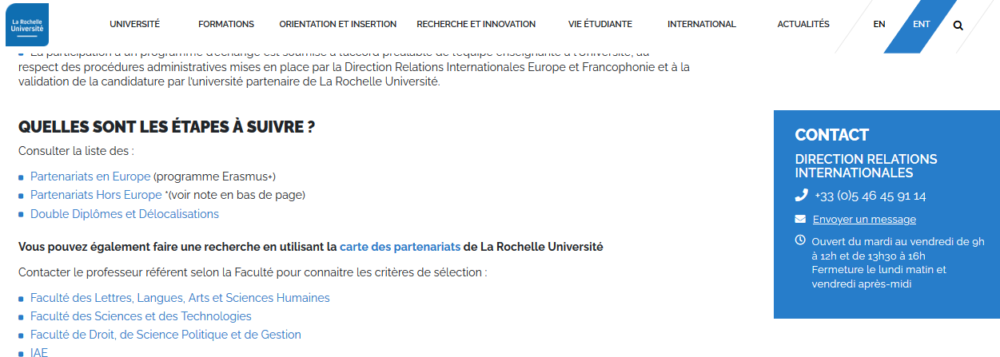 La Rochelle
Université
UNIVERSITÉ
FORMATIONS
ORIENTATION ET INSERTION
RECHERCHE ET INNOVATION
VIE ÉTUDIANTE
INTERNATIONAL
ACTUALITÉS
EN
ENT
La participation à un programme d'échange est soumise à l'accord préalable de l'équipe enseignante à l'Université, au
respect des procédures administratives mises en place par la Direction Relations Internationales Europe et Francophonie et à la
validation de la candidature par l'université partenaire de La Rochelle Université.
QUELLES SONT LES ÉTAPES À SUIVRE ?
Consulter la liste des :
Partenariats en Europe (programme Erasmus+)
Partenariats Hors Europe *(voir note en bas de page)
Double Diplômes et Délocalisations
Vous pouvez également faire une recherche en utilisant la carte des partenariats de La Rochelle Université
Contacter le professeur référent selon la Faculté pour connaitre les critères de sélection :
Faculté des Lettres, Langues, Arts et Sciences Humaines
Faculté des Sciences et des Technologies
Faculté de Droit, de Science Politique et de Gestion
IAE
CONTACT
DIRECTION RELATIONS
INTERNATIONALES
+33 (0)5 46 45 91 14
Envoyer un message
Ouvert du mardi au vendredi de 9h
à 12h et de 13h30 à 16h
Fermeture le lundi matin et
vendredi après-midi